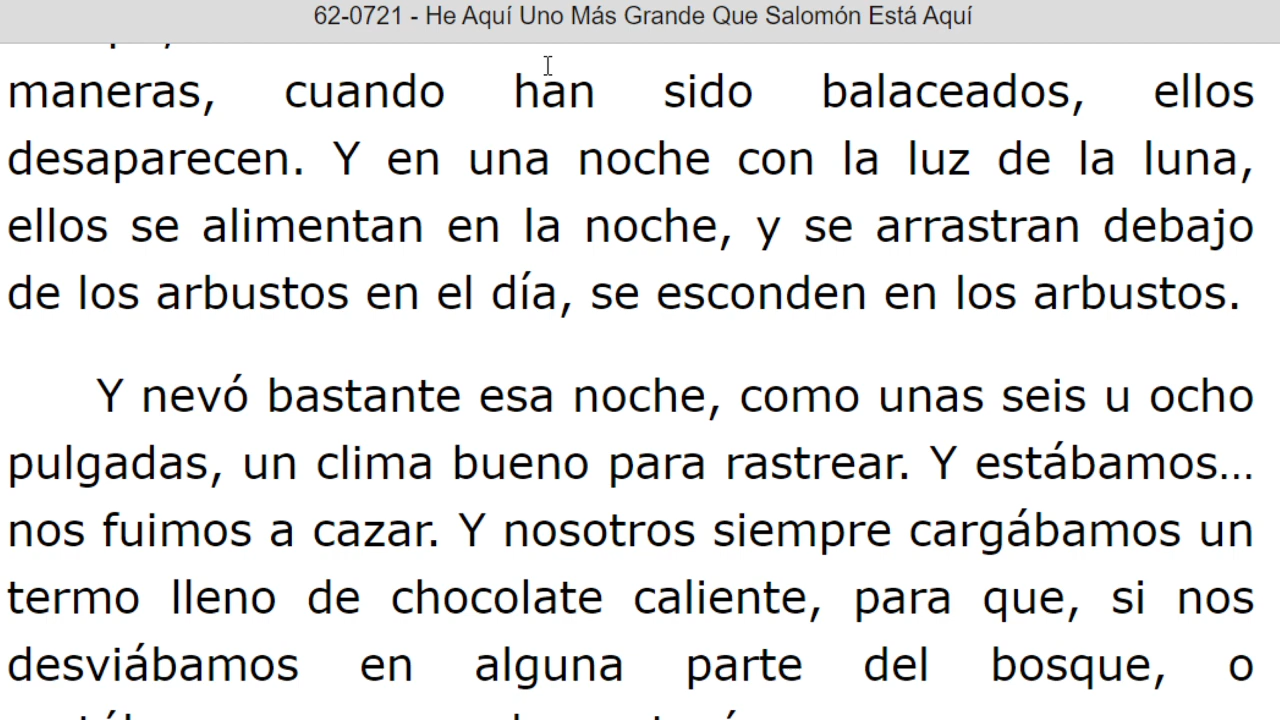 62-0721 - He Aquí Uno Más Grande Que Salomón Está Aquí
maneras, cuando han sido balaceados, ellos
desaparecen. Y en una noche con la luz de la luna,
ellos se alimentan en la noche, y se arrastran debajo
de los arbustos en el día, se esconden en los arbustos.
Y nevó bastante esa noche, como unas seis u ocho
pulgadas, un clima bueno para rastrear. Y estábamos...
nos fuimos a cazar. Y nosotros siempre cargábamos un
termo lleno de chocolate caliente, para que, si nos
desviábamos en alguna parte del bosque, o